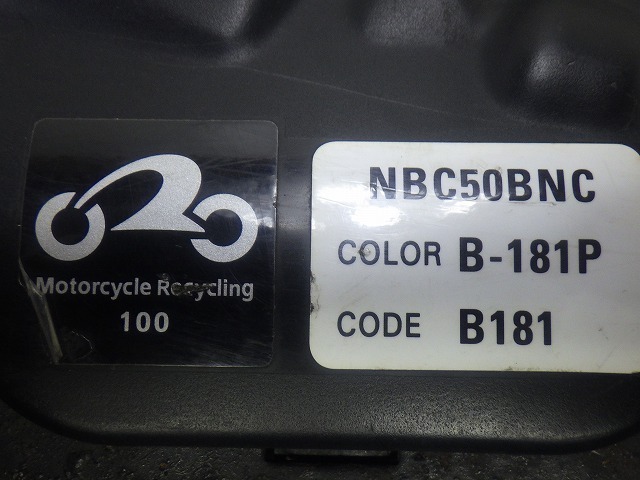 Motorcycle Recycling
100
NBC50BNC
COLOR B-181P
CODE B181